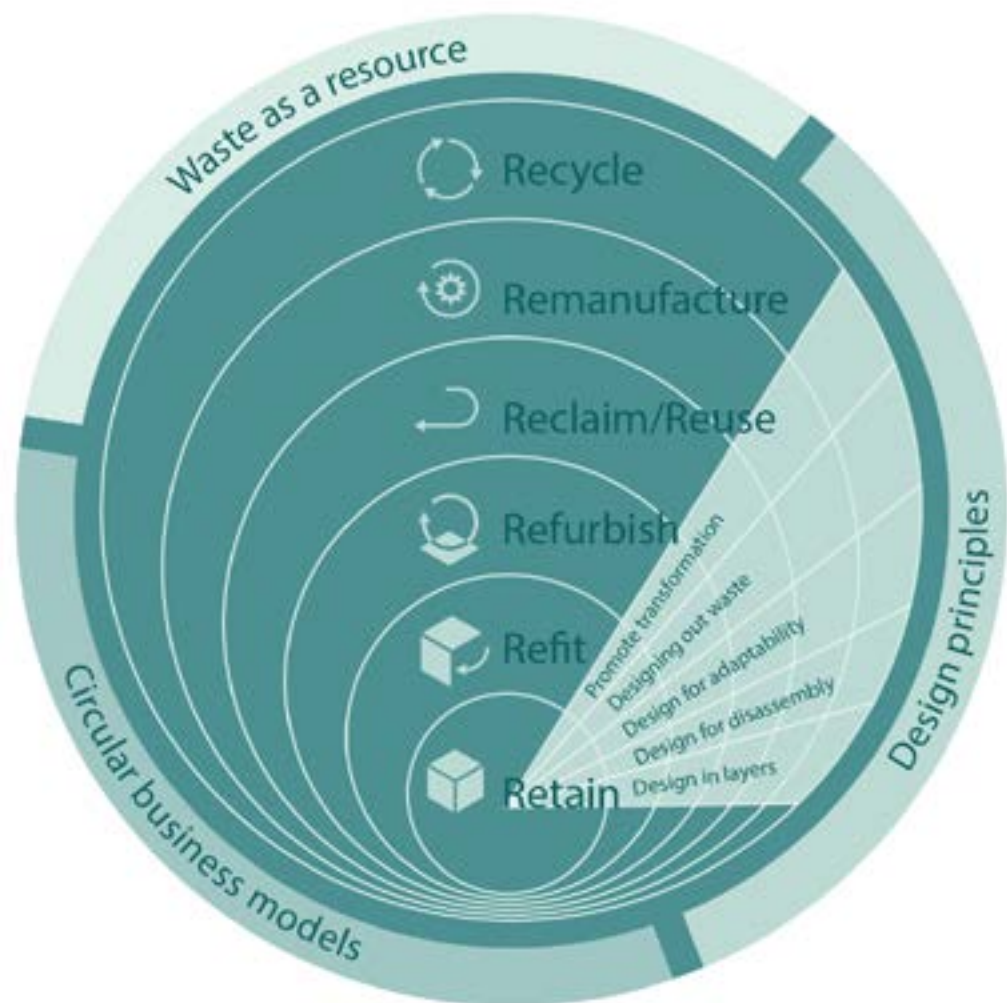 Waste as a resource
Recycle
Remanufacture
Reclaim/Reuse
Refurbish
Refit
Retain
Promote transformation
Designing out waste
Design for adaptability
Design for disassembly
Design in layers
Design principles
Circular business models